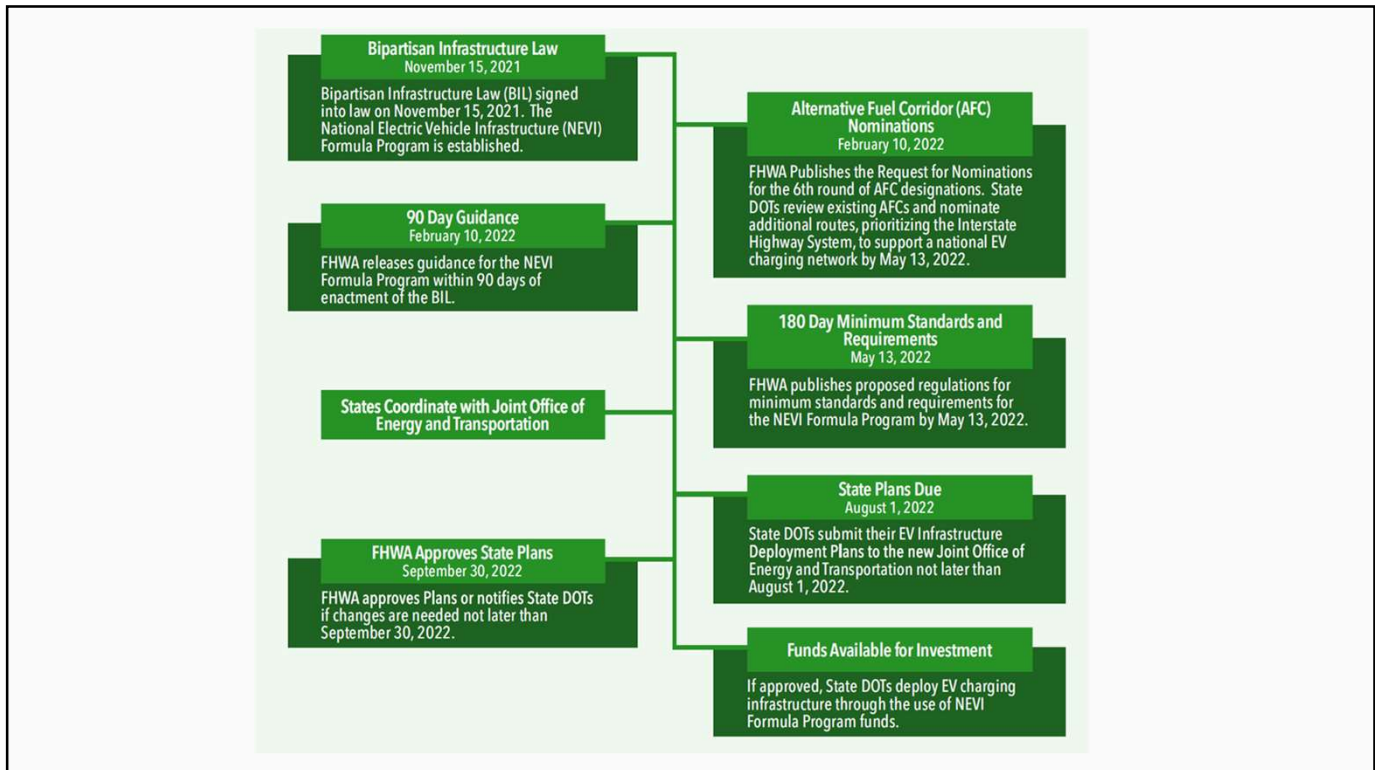 Bipartisan Infrastructure Law
November 15, 2021
Bipartisan Infrastructure Law (BIL) signed
into law on November 15, 2021. The
National Electric Vehicle Infrastructure (NEVI)
Formula Program is established.
Alternative Fuel Corridor (AFC)
Nominations
February 10, 2022
FHWA Publishes the Request for Nominations
for the 6th round of AFC designations. State
DOTs review existing AFCs and nominate
additional routes, prioritizing the Interstate
Highway System, to support a national EV
charging network by May 13, 2022.
90 Day Guidance
February 10, 2022
FHWA releases guidance for the NEVI
Formula Program within 90 days of
enactment of the BIL.
180 Day Minimum Standards and
Requirements
May 13, 2022
FHWA publishes proposed regulations for
minimum standards and requirements for
the NEVI Formula Program by May 13, 2022.
States Coordinate with Joint Office of
Energy and Transportation
State Plans Due
August 1, 2022
State DOTs submit their EV Infrastructure
Deployment Plans to the new Joint Office of
Energy and Transportation not later than
August 1, 2022.
FHWA Approves State Plans
September 30, 2022
FHWA approves Plans or notifies State DOTs
if changes are needed not later than
September 30, 2022.
Funds Available for Investment
If approved, State DOTs deploy EV charging
infrastructure through the use of NEVI
Formula Program funds.